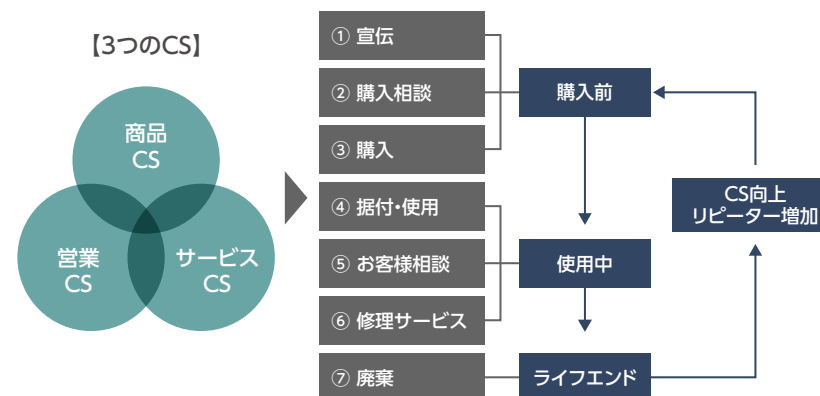 【3つのCS】
商品
CS
営業
CS
サービス
CS
① 宣伝
② 購入相談
③ 購入
④ 据付・使用
⑤ お客様相談
⑥ 修理サービス
⑦ 廃棄
購入前
使用中
ライフエンド
CS向上
リピーター増加